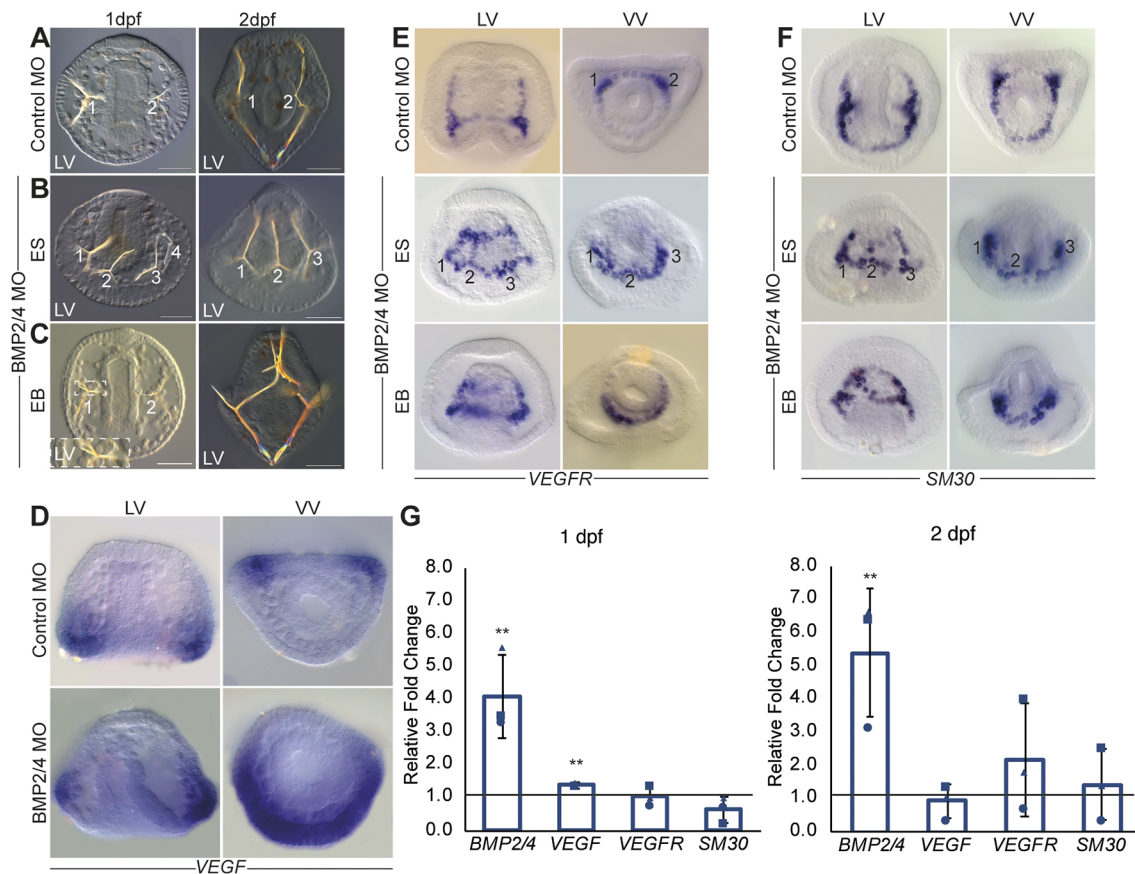 1dpf 2dpf
A
Control MO
1 2
LV
1 2
LV
B
BMP2/4 MO
ES
1 2 3 4
LV
1 2 3
LV
C
EB
1 2
LV
LV
LV VV
E
Control MO
1 2
BMP2/4 MO
ES
1 2 3
1 2 3
EB
VEGFR
LV VV
F
Control MO
BMP2/4 MO
ES
1 2 3
1 2 3
EB
SM30
LV VV
D
Control MO
BMP2/4 MO
VEGF
G
1 dpf
Relative Fold Change
8.0
7.0
6.0
5.0
4.0
3.0
2.0
1.0
0.0
**
**
BMP2/4 VEGF VEGFR SM30
2 dpf
Relative Fold Change
8.0
7.0
6.0
5.0
4.0
3.0
2.0
1.0
0.0
**
BMP2/4 VEGF VEGFR SM30